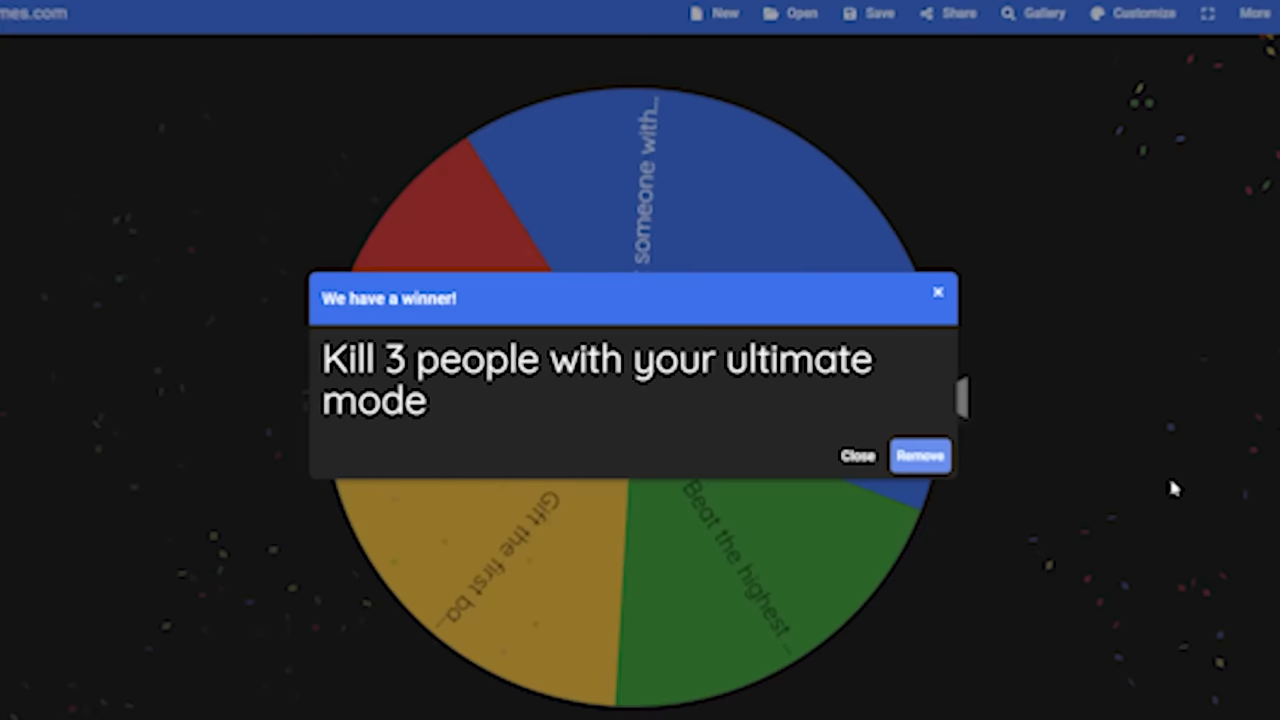 mes.com
New Open Save Share Gallery Customize More
someone with...
We have a winner!
×
Kill 3 people with your ultimate
mode
Close Remove
Gift the first ba...
Beat the highest ...